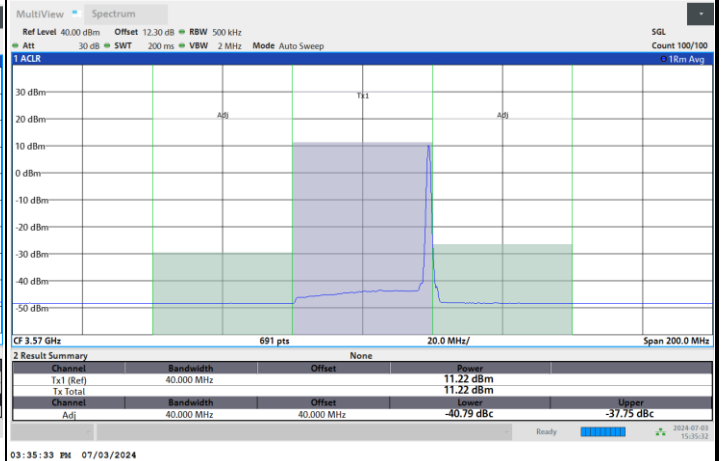 MultiView Spectrum
Ref Level 40.00 dBm Offset 12.30 dB RBW 500 kHz SGL
Att 30 dB SWT 200 ms VBW 2 MHz Mode Auto Sweep Count 100/100
1 ACLR 1Rm Avg
30 dBm
Tx1
20 dBm
Adj Adj
10 dBm
0 dBm
-10 dBm
-20 dBm
-30 dBm
-40 dBm
-50 dBm
CF 3.57 GHz 691 pts 20.0 MHz/ Span 200.0 MHz
2 Result Summary None
Channel Bandwidth Offset Power
Tx1 (Ref) 40.000 MHz 11.22 dBm
Tx Total 11.22 dBm
Channel Bandwidth Offset Lower Upper
Adj 40.000 MHz 40.000 MHz -40.79 dBc -37.75 dBc
Ready 2024-07-03
15:35:32
03:35:33 PM 07/03/2024